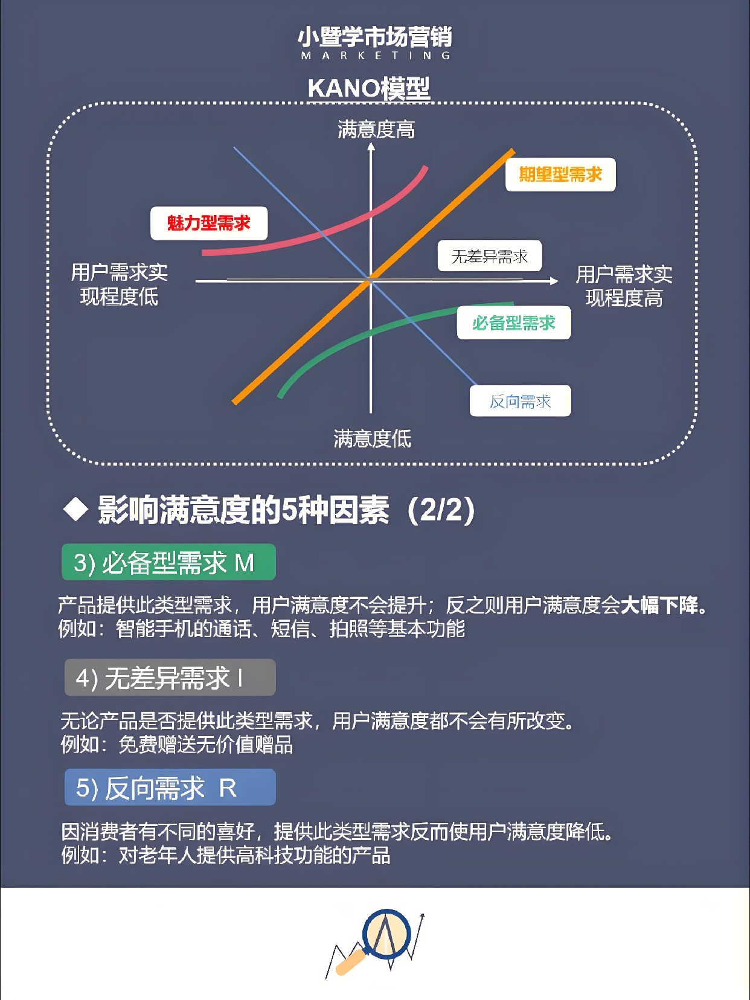 小暨学市场营销
MARKETING
KANO模型
满意度高
期望型需求
魅力型需求
无差异需求
用户需求实
现程度低
用户需求实
现程度高
必备型需求
反向需求
满意度低
◆ 影响满意度的5种因素（2/2）
3) 必备型需求 M
产品提供此类型需求，用户满意度不会提升；反之则用户满意度会大幅下降。
例如：智能手机的通话、短信、拍照等基本功能
4) 无差异需求 I
无论产品是否提供此类型需求，用户满意度都不会有所改变。
例如：免费赠送无价值赠品
5) 反向需求 R
因消费者有不同的喜好，提供此类型需求反而使用户满意度降低。
例如：对老年人提供高科技功能的产品